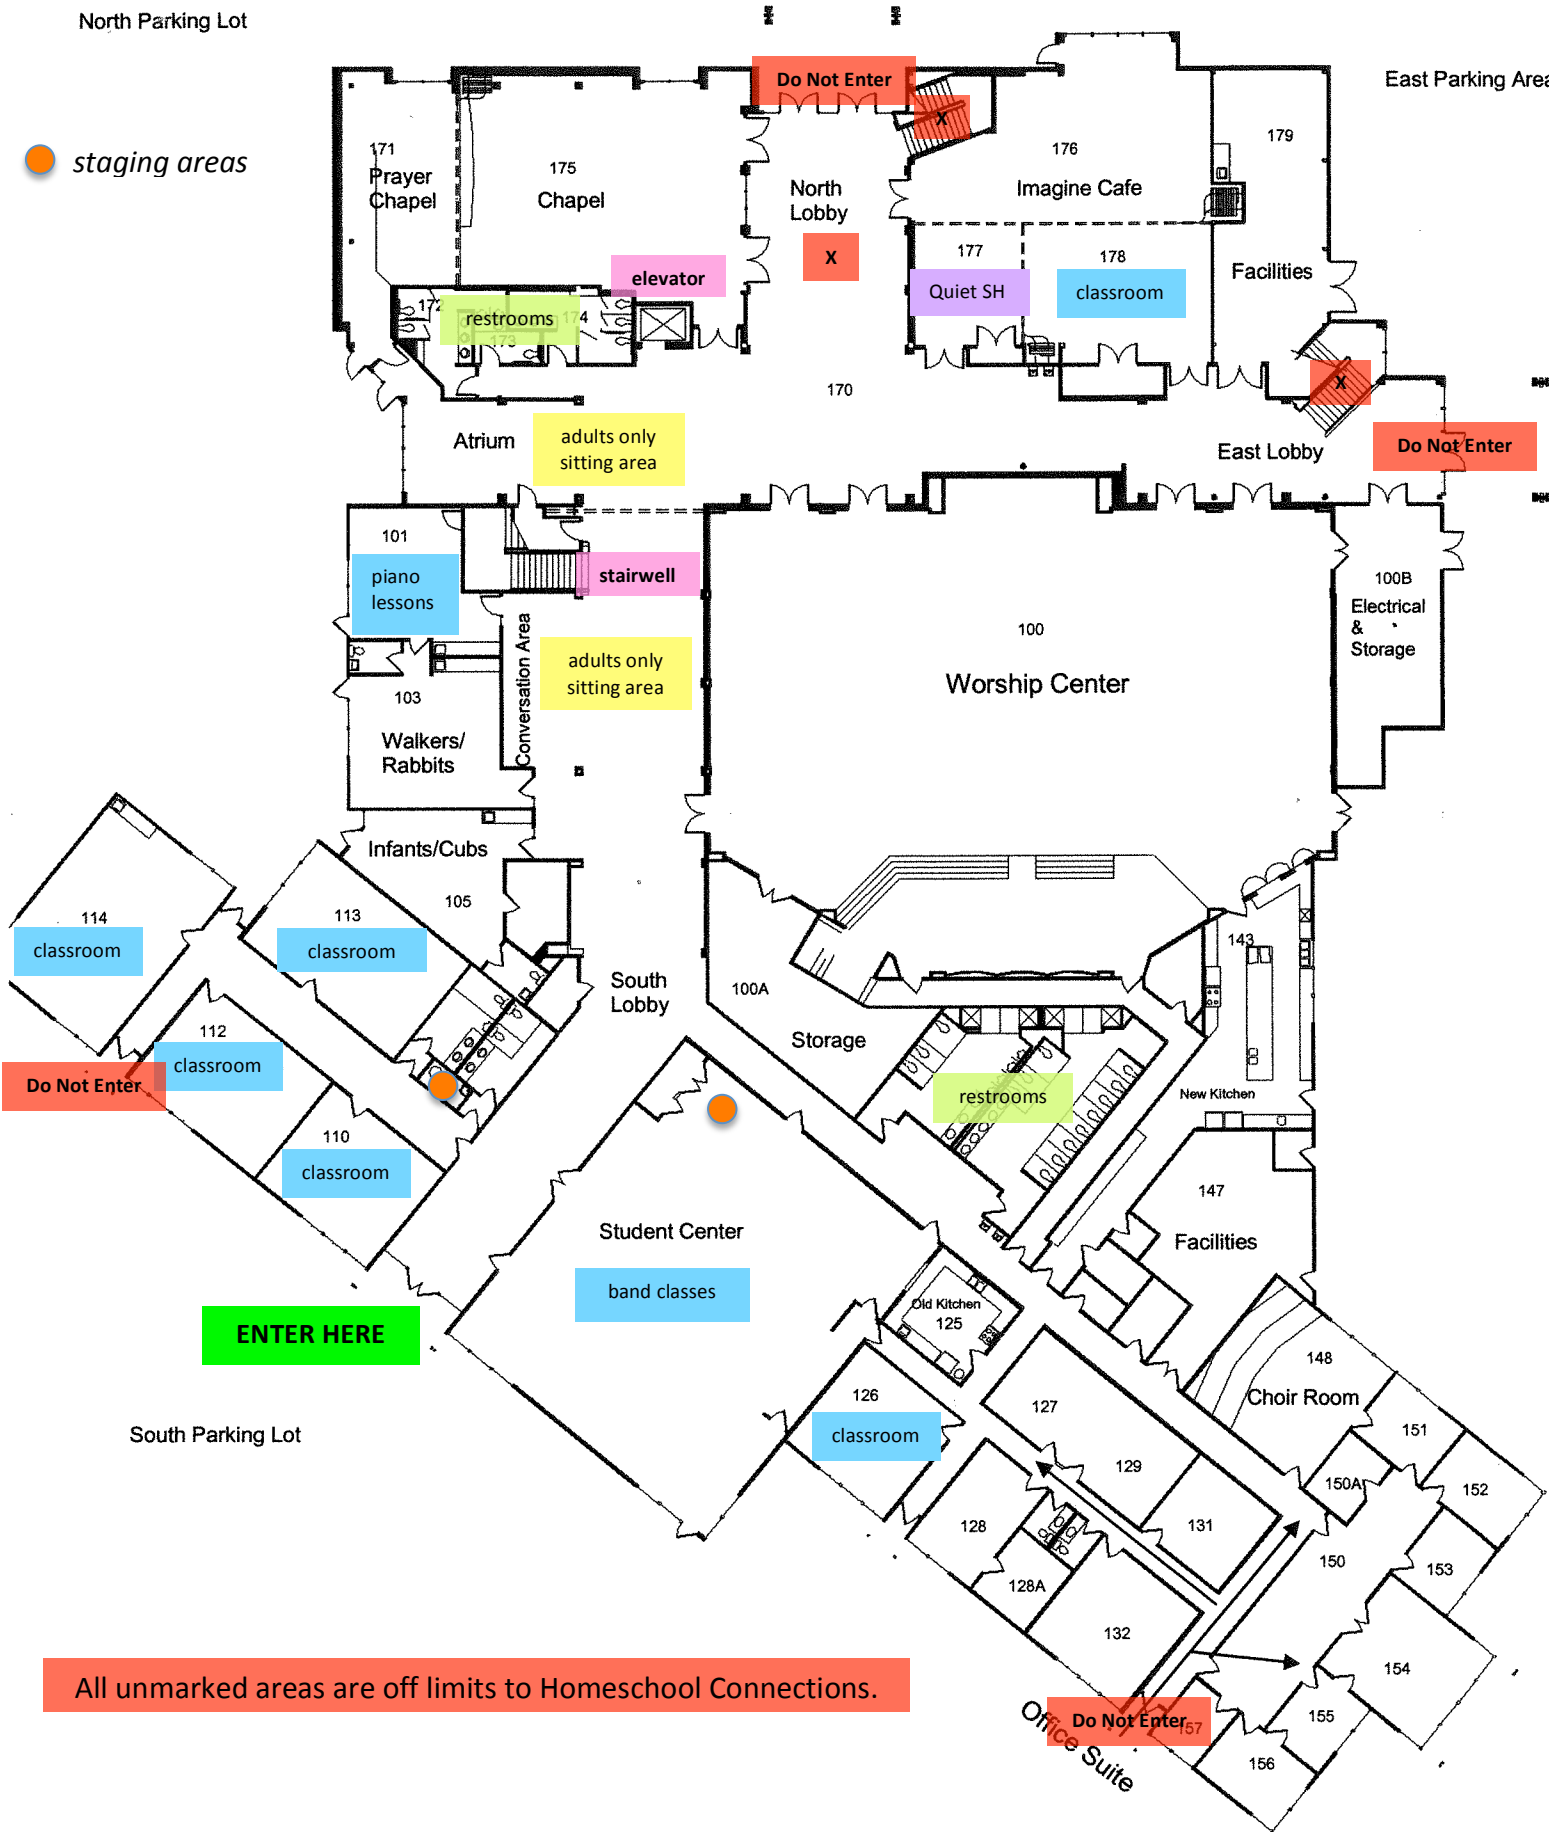 North Parking Lot
East Parking Area
staging areas
Do Not Enter
X
171
Prayer
Chapel
175
Chapel
North
Lobby
X
176
Imagine Cafe
179
177
Quiet SH
178
classroom
Facilities
elevator
172
restrooms
174
173
170
X
Atrium
adults only
sitting area
East Lobby
Do Not Enter
101
piano
lessons
stairwell
100
Worship Center
100B
Electrical
&
Storage
Conversation Area
adults only
sitting area
103
Walkers/
Rabbits
Infants/Cubs
105
114
classroom
113
classroom
South
Lobby
100A
Storage
143
New Kitchen
112
classroom
Do Not Enter
110
classroom
restrooms
147
Facilities
Student Center
band classes
ENTER HERE
Old Kitchen
125
148
Choir Room
South Parking Lot
126
classroom
127
129
131
151
150A
152
128
128A
132
150
153
154
155
156
157
Do Not Enter
Office Suite
All unmarked areas are off limits to Homeschool Connections.